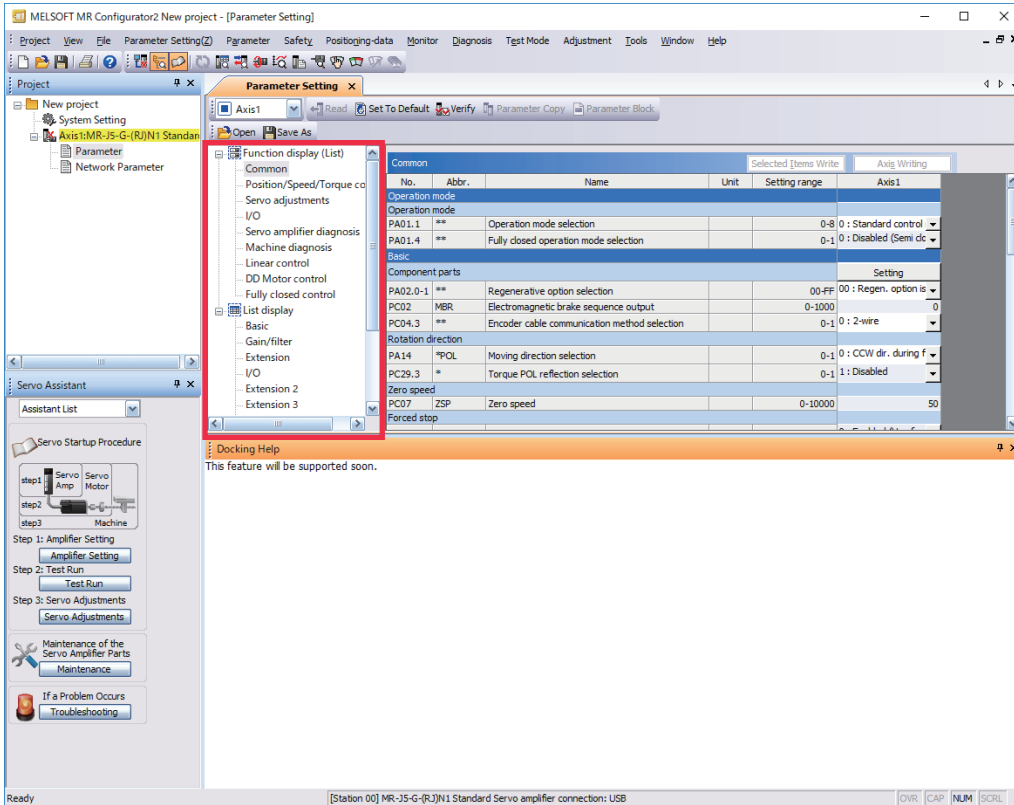 MELSOFT MR Configurator2 New project - [Parameter Setting]
Project View File Parameter Setting(Z) Parameter Safety Positioning-data Monitor Diagnosis Test Mode Adjustment Tools Window Help
Project
New project
System Setting
Axis1:MR-J5-G-(RJ)N1 Standan
Parameter
Network Parameter
Servo Assistant
Assistant List
Servo Startup Procedure
step1 Servo Amp Servo Motor
step2
step3 Machine
Step 1: Amplifier Setting
Amplifier Setting
Step 2: Test Run
Test Run
Step 3: Servo Adjustments
Servo Adjustments
Maintenance of the
Servo Amplifier Parts
Maintenance
If a Problem Occurs
Troubleshooting
Parameter Setting
Axis1 Read Set To Default Verify Parameter Copy Parameter Block
Open Save As
Function display (List)
Common
Position/Speed/Torque co
Servo adjustments
I/O
Servo amplifier diagnosis
Machine diagnosis
Linear control
DD Motor control
Fully closed control
List display
Basic
Gain/filter
Extension
I/O
Extension 2
Extension 3
Common Selected Items Write Axis Writing
No. Abbr. Name Unit Setting range Axis1
Operation mode
Operation mode
PA01.1 ** Operation mode selection 0-8 0 : Standard control
PA01.4 ** Fully closed operation mode selection 0-1 0 : Disabled (Semi clc
Basic
Component parts Setting
PA02.0-1 ** Regenerative option selection 00-FF 00 : Regen. option is
PC02 MBR Electromagnetic brake sequence output 0-1000 0
PC04.3 ** Encoder cable communication method selection 0-1 0 : 2-wire
Rotation direction
PA14 *POL Moving direction selection 0-1 0 : CCW dir. during f
PC29.3 * Torque POL reflection selection 0-1 1 : Disabled
Zero speed
PC07 ZSP Zero speed 0-10000 50
Forced stop
Docking Help
This feature will be supported soon.
Ready [Station 00] MR-J5-G-(RJ)N1 Standard Servo amplifier connection: USB OVR CAP NUM SCRL